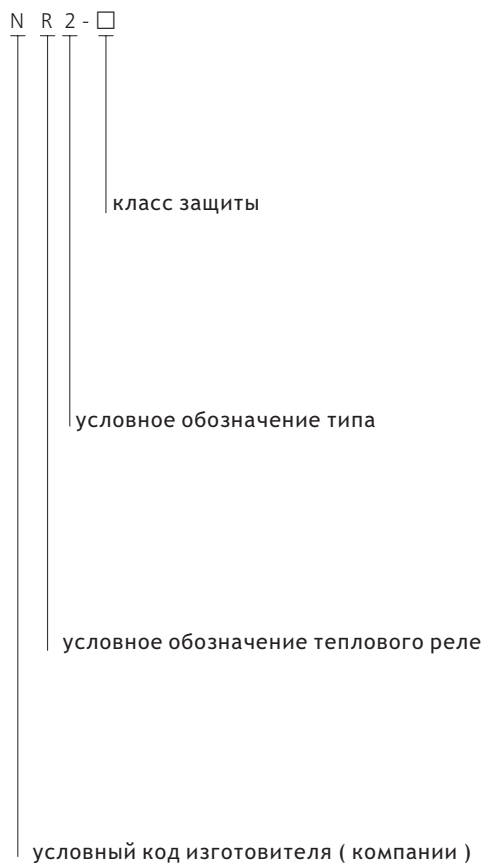 N R 2 - □
класс защиты
условное обозначение типа
условное обозначение теплового реле
условный код изготовителя ( компании )